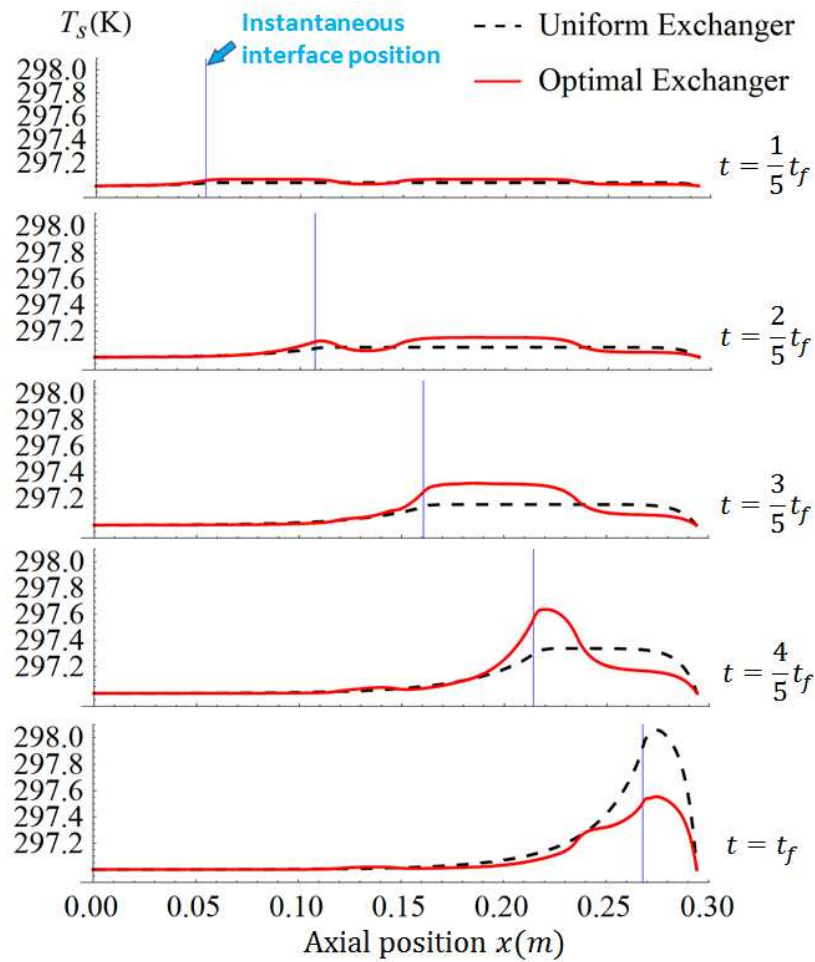 T_s(K)
Instantaneous
interface position
Uniform Exchanger
Optimal Exchanger
298.0
297.8
297.6
297.4
297.2
t = 1/5 t_f
298.0
297.8
297.6
297.4
297.2
t = 2/5 t_f
298.0
297.8
297.6
297.4
297.2
t = 3/5 t_f
298.0
297.8
297.6
297.4
297.2
t = 4/5 t_f
298.0
297.8
297.6
297.4
297.2
t = t_f
0.00 0.05 0.10 0.15 0.20 0.25 0.30
Axial position x(m)